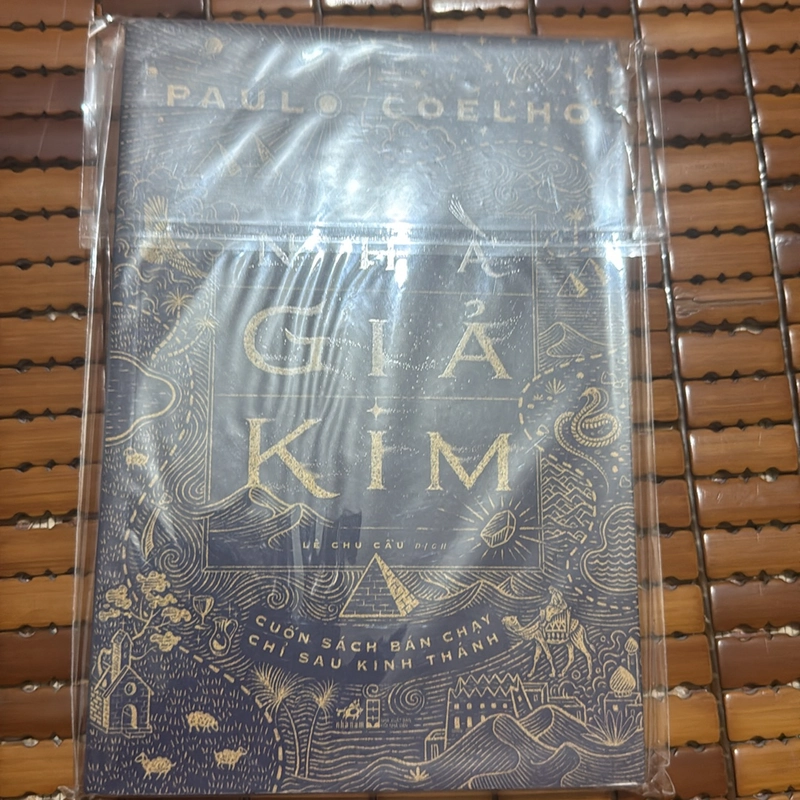 PAULO COELHO
NHÀ
GIẢ
KIM
LÊ CHU CẦU DỊCH
CUỐN SÁCH BÁN CHẠY
CHỈ SAU KINH THÁNH